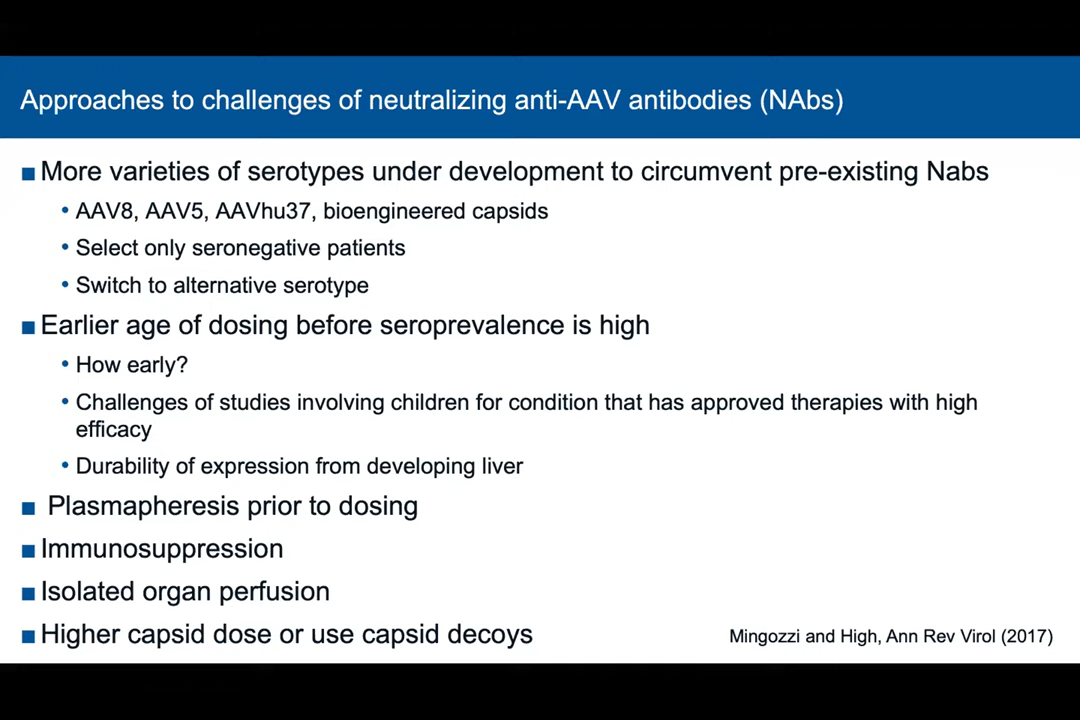 Approaches to challenges of neutralizing anti-AAV antibodies (NAbs)
■ More varieties of serotypes under development to circumvent pre-existing Nabs
• AAV8, AAV5, AAVhu37, bioengineered capsids
• Select only seronegative patients
• Switch to alternative serotype
■ Earlier age of dosing before seroprevalence is high
• How early?
• Challenges of studies involving children for condition that has approved therapies with high
efficacy
• Durability of expression from developing liver
■ Plasmapheresis prior to dosing
■ Immunosuppression
■ Isolated organ perfusion
■ Higher capsid dose or use capsid decoys
Mingozzi and High, Ann Rev Virol (2017)